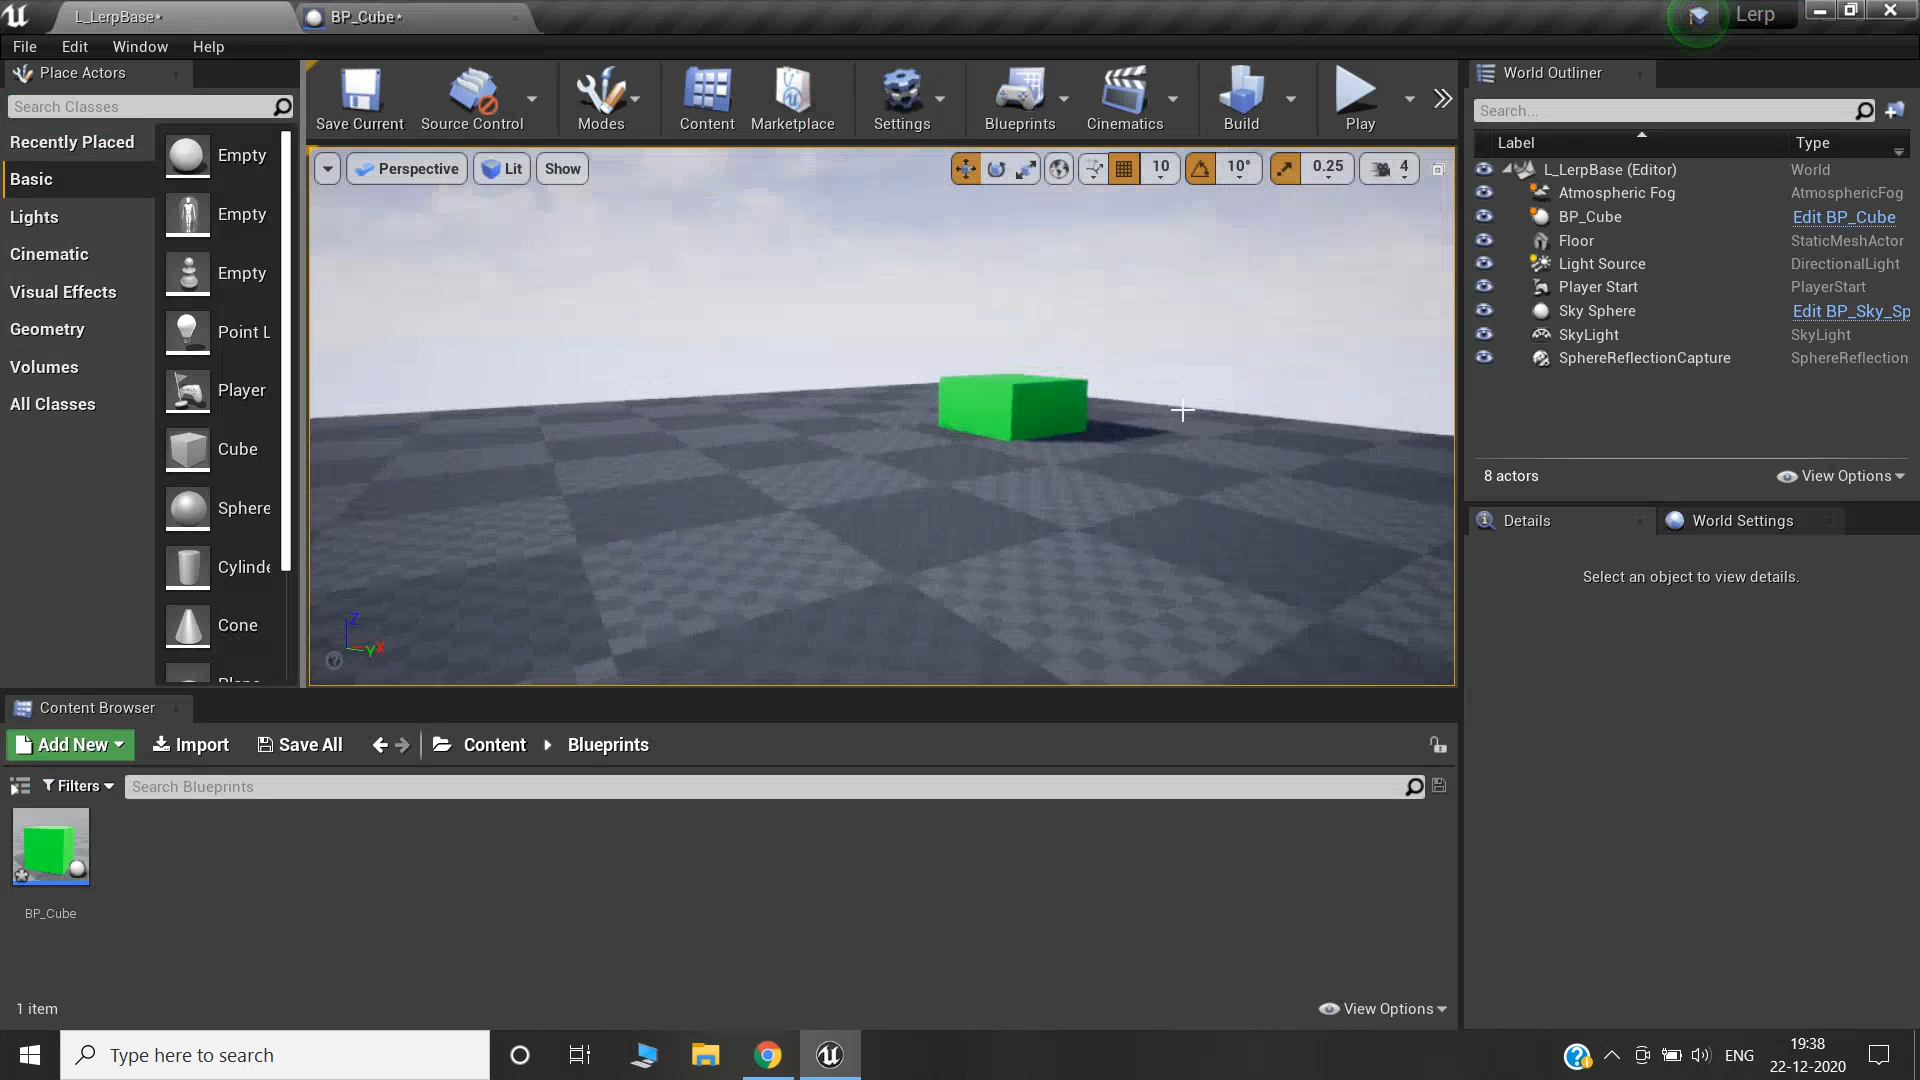 L_LerpBase*
BP_Cube*
Lerp
File Edit Window Help
Place Actors
Search Classes
Recently Placed
Basic
Lights
Cinematic
Visual Effects
Geometry
Volumes
All Classes
Empty
Empty
Empty
Point L
Player
Cube
Sphere
Cylinde
Cone
Save Current
Source Control
Modes
Content
Marketplace
Settings
Blueprints
Cinematics
Build
Play
Perspective
Lit
Show
10
10°
0.25
4
Z
Y
X
World Outliner
Search...
Label Type
L_LerpBase (Editor) World
Atmospheric Fog AtmosphericFog
BP_Cube Edit BP_Cube
Floor StaticMeshActor
Light Source DirectionalLight
Player Start PlayerStart
Sky Sphere Edit BP_Sky_Sp
SkyLight SkyLight
SphereReflectionCapture SphereReflection
8 actors
View Options
Details
World Settings
Select an object to view details.
Content Browser
Add New
Import
Save All
Content
Blueprints
Filters
Search Blueprints
BP_Cube
1 item
View Options
Type here to search
ENG
19:38
22-12-2020